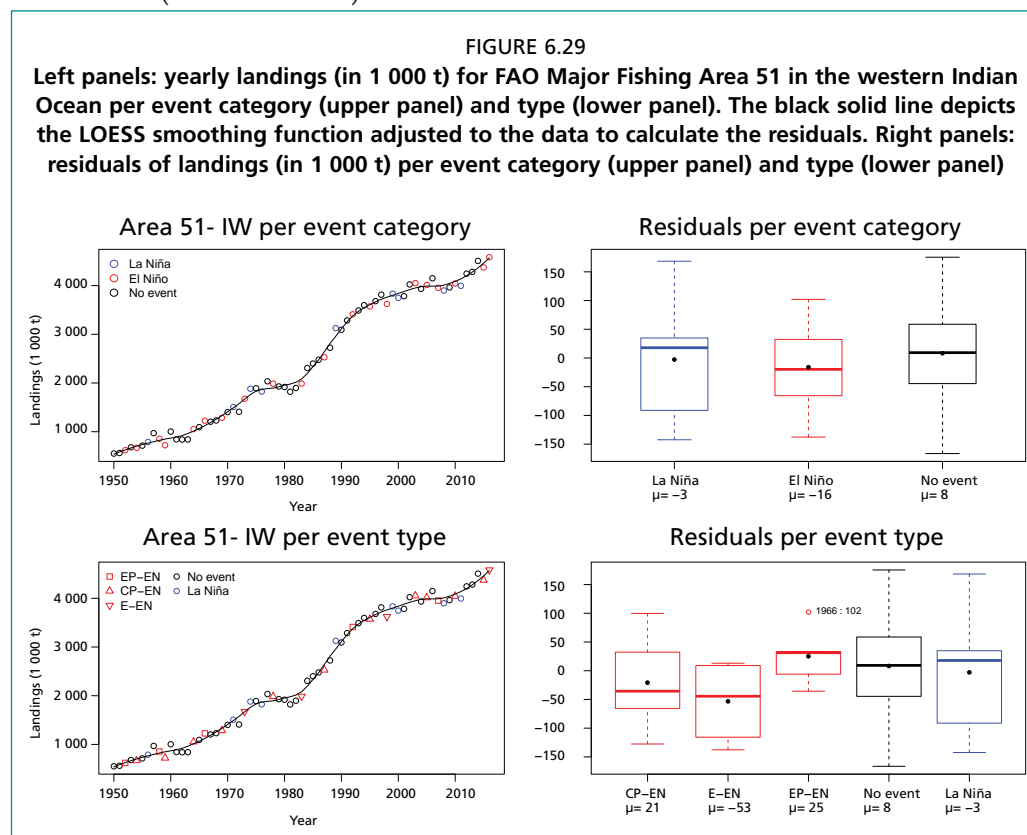 FIGURE 6.29
Left panels: yearly landings (in 1 000 t) for FAO Major Fishing Area 51 in the western Indian
Ocean per event category (upper panel) and type (lower panel). The black solid line depicts
the LOESS smoothing function adjusted to the data to calculate the residuals. Right panels:
residuals of landings (in 1 000 t) per event category (upper panel) and type (lower panel)
Area 51- IW per event category
La Niña
El Niño
No event
Landings (1 000 t)
4 000
3 000
2 000
1 000
1950 1960 1970 1980 1990 2000 2010
Year
Residuals per event category
150
50
0
−50
−100
−150
La Niña El Niño No event
μ= −3 μ= −16 μ= 8
Area 51- IW per event type
EP−EN No event
CP−EN La Niña
E−EN
Landings (1 000 t)
4 000
3 000
2 000
1 000
1950 1960 1970 1980 1990 2000 2010
Year
Residuals per event type
150
100
50
0
−50
−100
−150
1966 : 102
CP−EN E−EN EP−EN No event La Niña
μ= 21 μ= −53 μ= 25 μ= 8 μ= −3